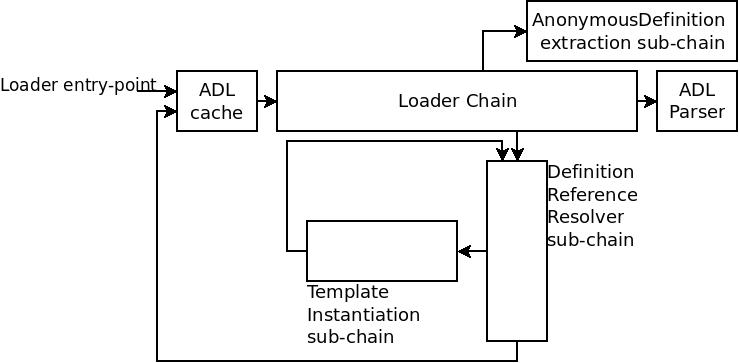 AnonymousDefinition
extraction sub-chain
Loader entry-point
ADL
cache
Loader Chain
ADL
Parser
Definition
Reference
Resolver
sub-chain
Template
Instantiation
sub-chain